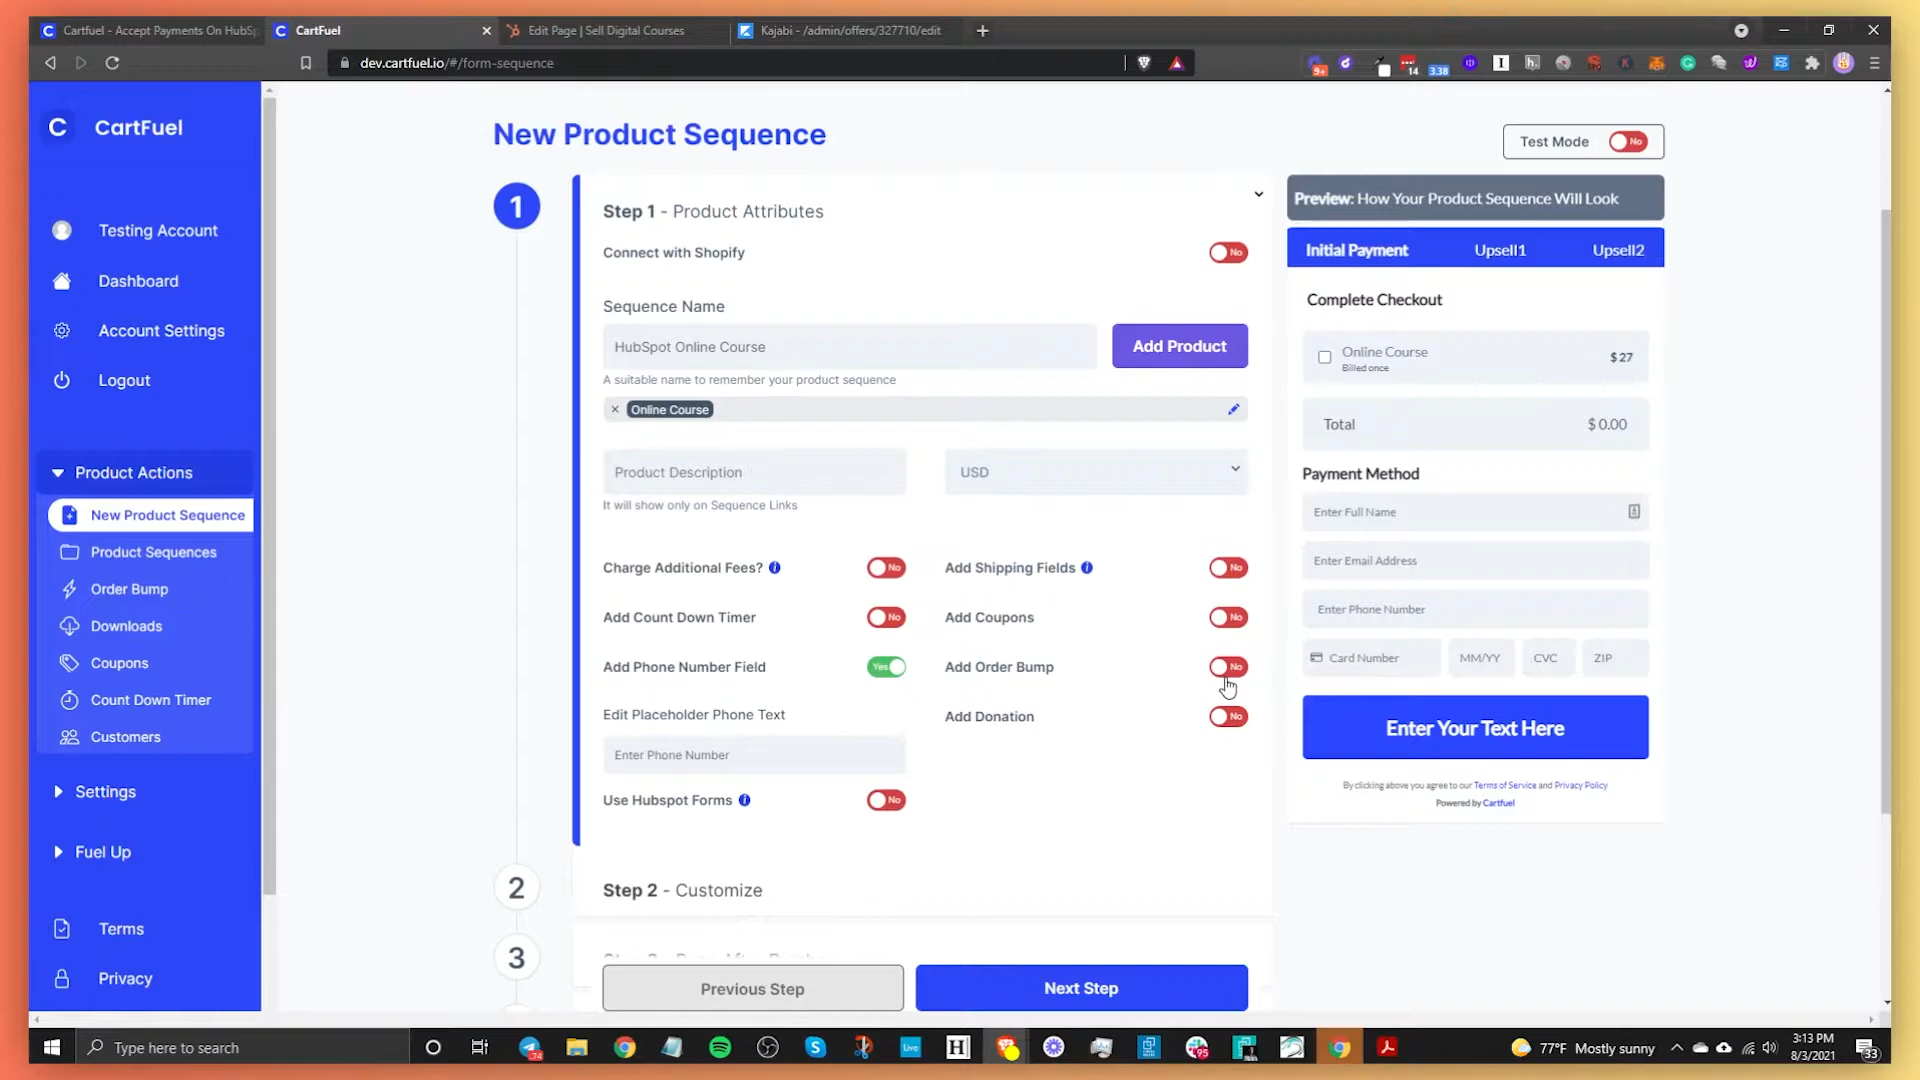 Cartfuel - Accept Payments On HubSp
CartFuel
Edit Page | Sell Digital Courses
Kajabi - /admin/offers/327710/edit
dev.cartfuel.io/#/form-sequence
9+
14
3.38
CartFuel
Testing Account
Dashboard
Account Settings
Logout
Product Actions
New Product Sequence
Product Sequences
Order Bump
Downloads
Coupons
Count Down Timer
Customers
Settings
Fuel Up
Terms
Privacy
New Product Sequence
Test Mode No
1
Step 1 - Product Attributes
Connect with Shopify No
Sequence Name
HubSpot Online Course
Add Product
A suitable name to remember your product sequence
× Online Course
Product Description
USD
It will show only on Sequence Links
Charge Additional Fees? No
Add Shipping Fields No
Add Count Down Timer No
Add Coupons No
Add Phone Number Field Yes
Add Order Bump No
Edit Placeholder Phone Text
Add Donation No
Enter Phone Number
Use Hubspot Forms No
2
Step 2 - Customize
3
Previous Step
Next Step
Preview: How Your Product Sequence Will Look
Initial Payment Upsell1 Upsell2
Complete Checkout
Online Course
$ 27
Billed once
Total $ 0.00
Payment Method
Enter Full Name
Enter Email Address
Enter Phone Number
Card Number MM/YY CVC ZIP
Enter Your Text Here
By clicking above you agree to our Terms of Service and Privacy Policy
Powered by Cartfuel
Type here to search
74
Live
H
95
77°F Mostly sunny
3:13 PM
8/3/2021
33